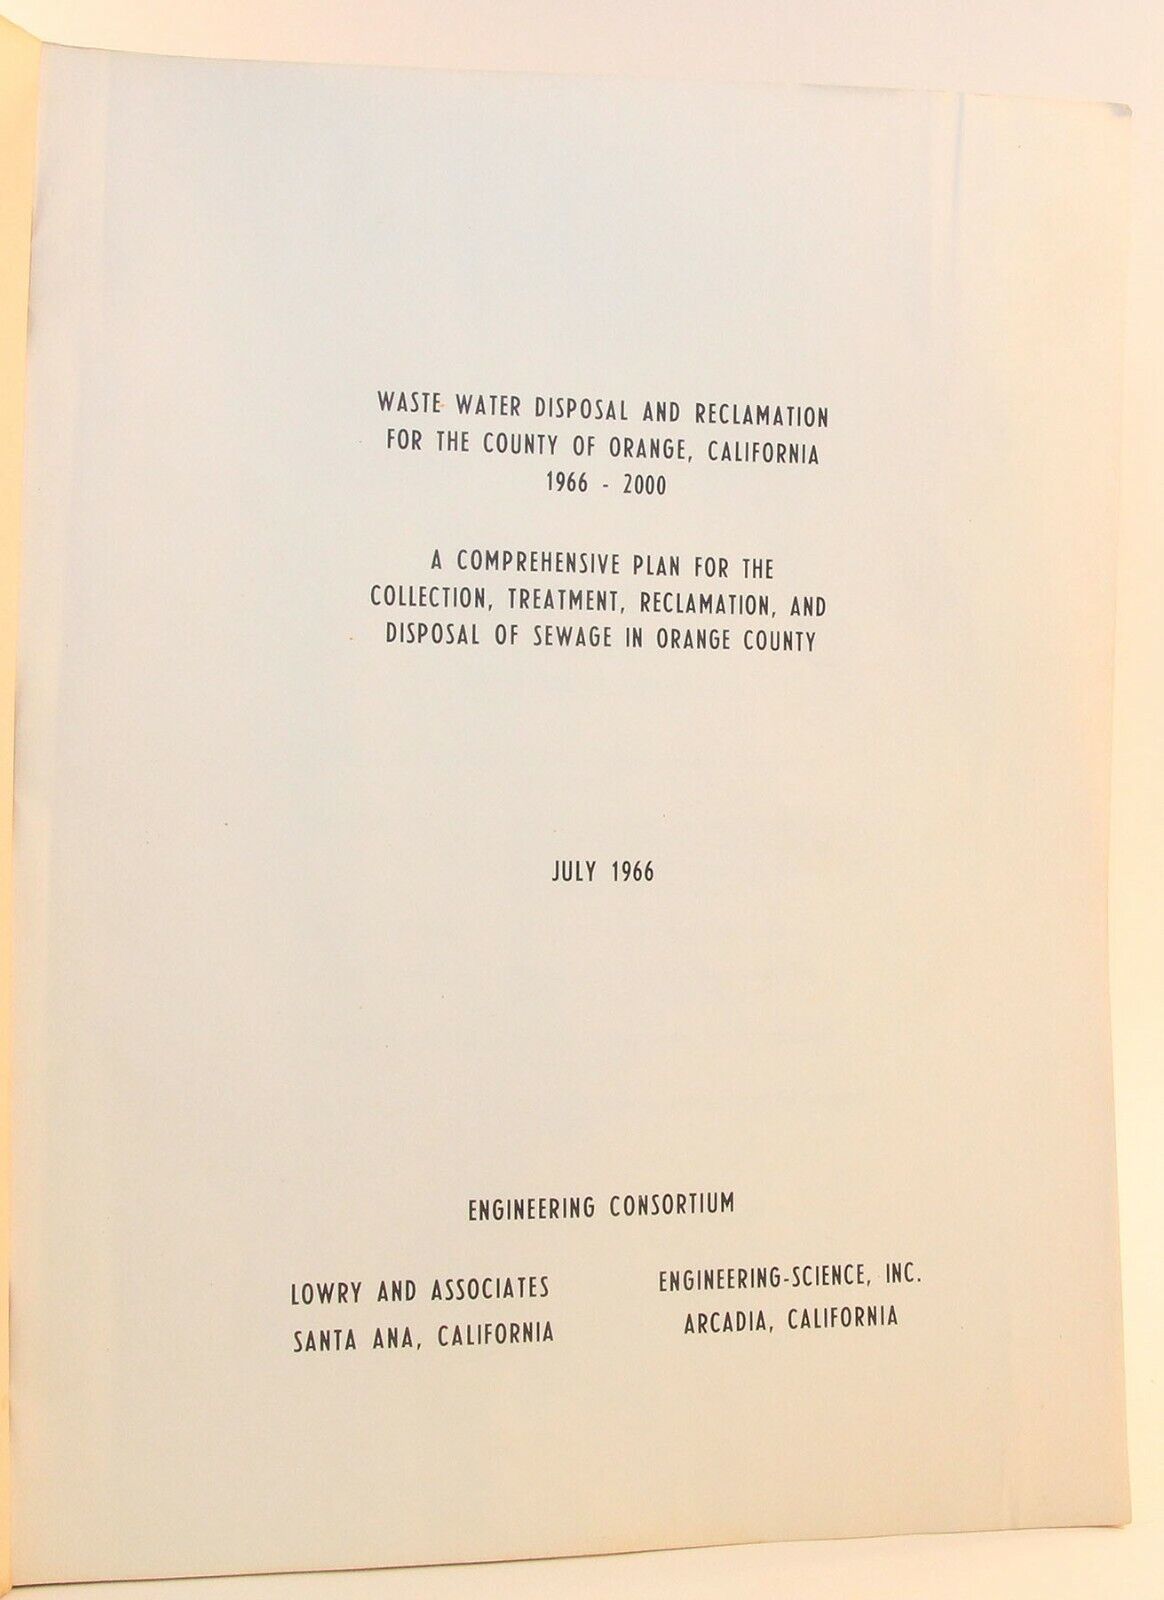 WASTE WATER DISPOSAL AND RECLAMATION
FOR THE COUNTY OF ORANGE, CALIFORNIA
1966 - 2000
A COMPREHENSIVE PLAN FOR THE
COLLECTION, TREATMENT, RECLAMATION, AND
DISPOSAL OF SEWAGE IN ORANGE COUNTY
JULY 1966
ENGINEERING CONSORTIUM
LOWRY AND ASSOCIATES
SANTA ANA, CALIFORNIA
ENGINEERING-SCIENCE, INC.
ARCADIA, CALIFORNIA